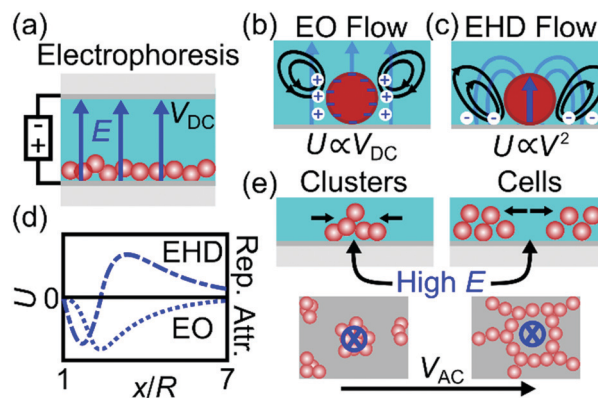 (a)
Electrophoresis
- +
E
V_DC
(b) EO Flow
+ + +
+ + +
U∝V_DC
(c) EHD Flow
- - - -
U∝V²
(d)
U
0
EHD
EO
Rep. Attr.
1 7
x/R
(e)
Clusters Cells
High E
V_AC